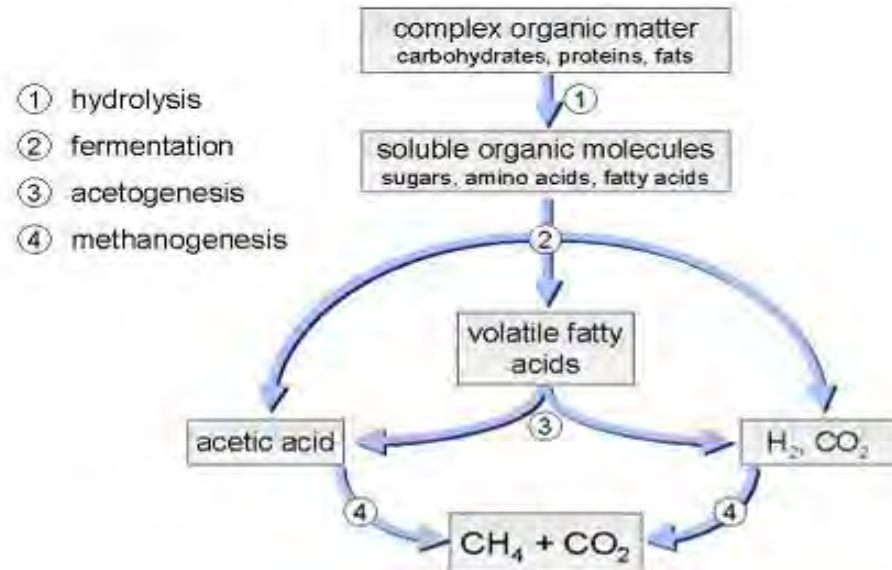 complex organic matter
carbohydrates, proteins, fats
① hydrolysis
② fermentation
③ acetogenesis
④ methanogenesis
①
soluble organic molecules
sugars, amino acids, fatty acids
②
volatile fatty
acids
acetic acid
③
H₂, CO₂
④
④
CH₄ + CO₂